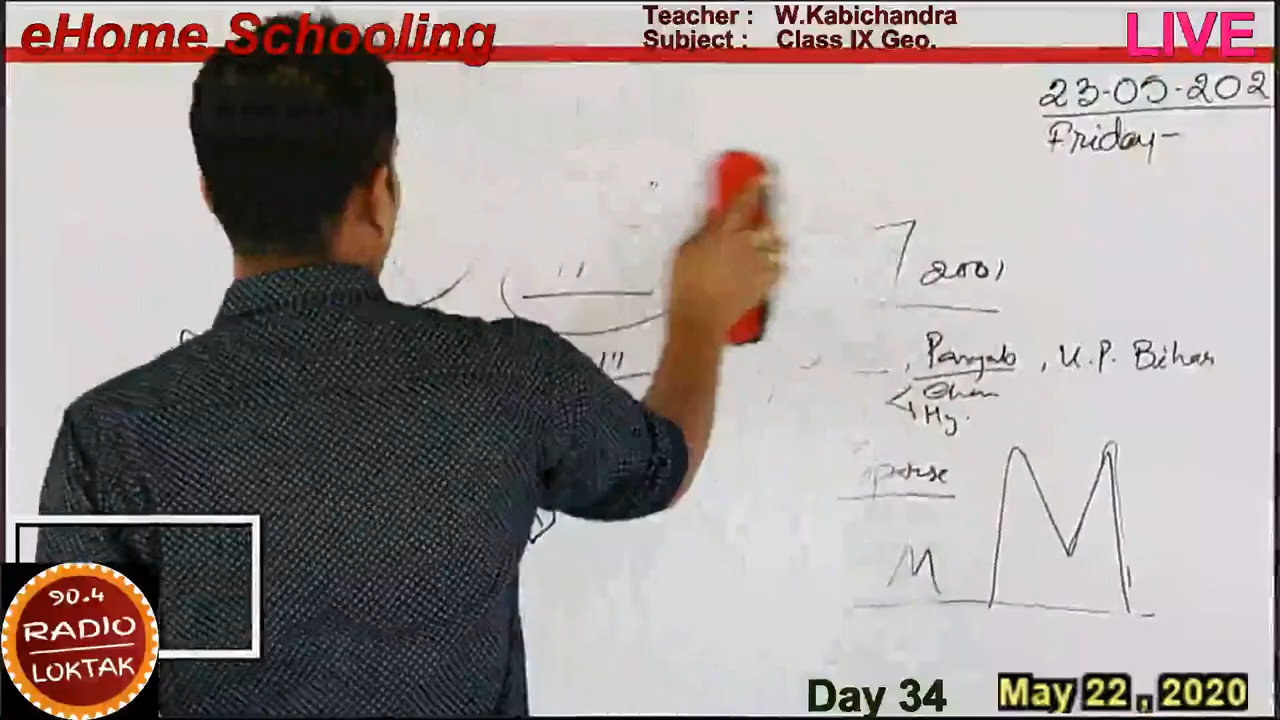 eHome Schooling
Teacher : W.Kabichandra
Subject : Class IX Geo.
LIVE
23-05-202
Friday-
2001
, Panjab , U.P. Bihar
M
M
90.4
RADIO
LOKTAK
Day 34
May 22 , 2020